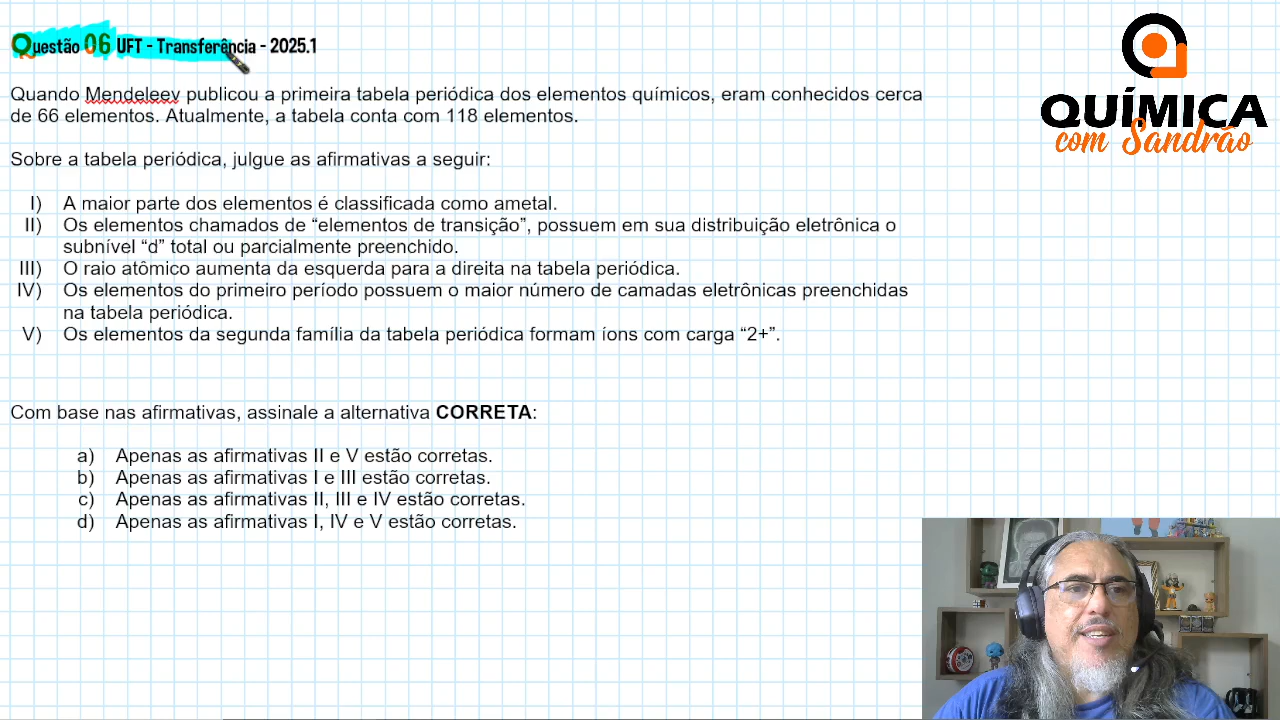 Questão 06 UFT - Transferência - 2025.1
QUÍMICA
com Sandrão
Quando Mendeleev publicou a primeira tabela periódica dos elementos químicos, eram conhecidos cerca
de 66 elementos. Atualmente, a tabela conta com 118 elementos.
Sobre a tabela periódica, julgue as afirmativas a seguir:
I) A maior parte dos elementos é classificada como ametal.
II) Os elementos chamados de “elementos de transição”, possuem em sua distribuição eletrônica o
subnível “d” total ou parcialmente preenchido.
III) O raio atômico aumenta da esquerda para a direita na tabela periódica.
IV) Os elementos do primeiro período possuem o maior número de camadas eletrônicas preenchidas
na tabela periódica.
V) Os elementos da segunda família da tabela periódica formam íons com carga “2+”.
Com base nas afirmativas, assinale a alternativa CORRETA:
a) Apenas as afirmativas II e V estão corretas.
b) Apenas as afirmativas I e III estão corretas.
c) Apenas as afirmativas II, III e IV estão corretas.
d) Apenas as afirmativas I, IV e V estão corretas.